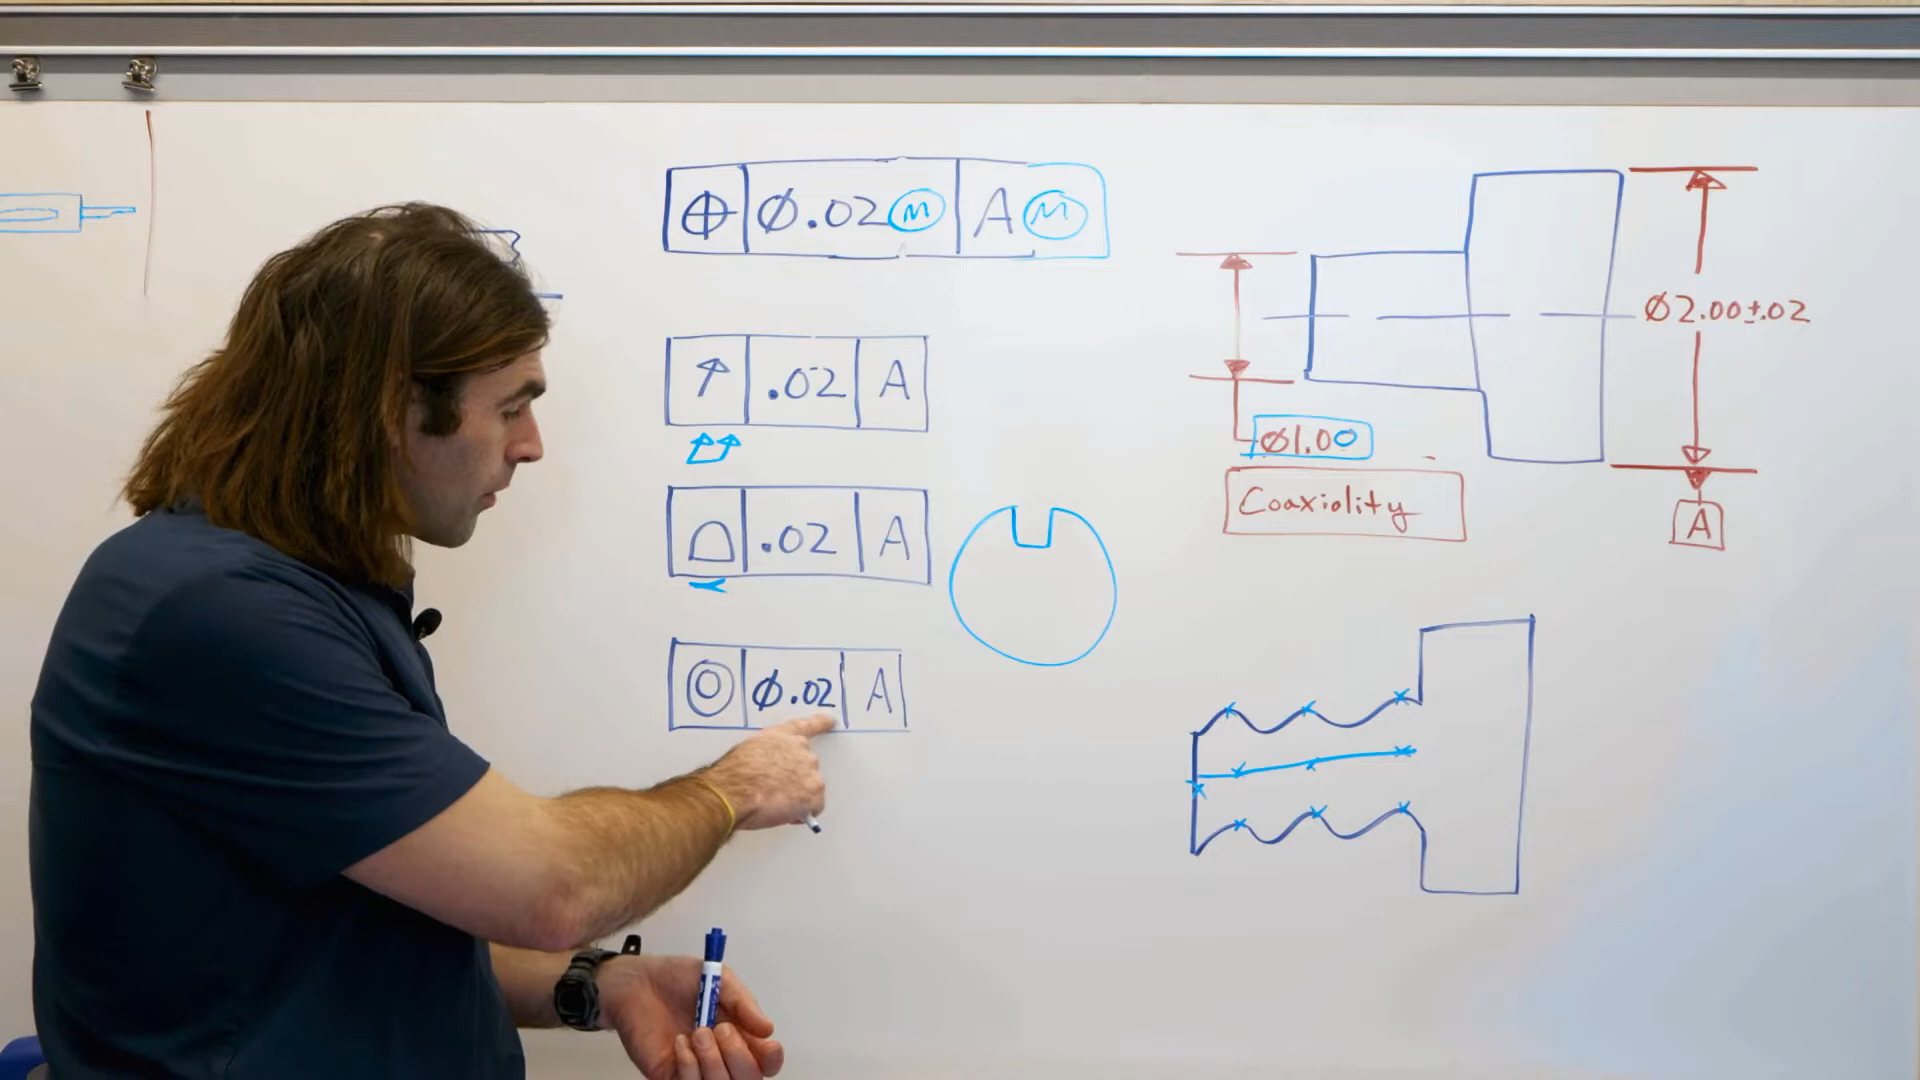 ⌖ Ø.02 Ⓜ A Ⓜ
↗ .02 A
⌓ .02 A
◎ Ø.02 A
Ø2.00±.02
Ø1.00
Coaxiality
A